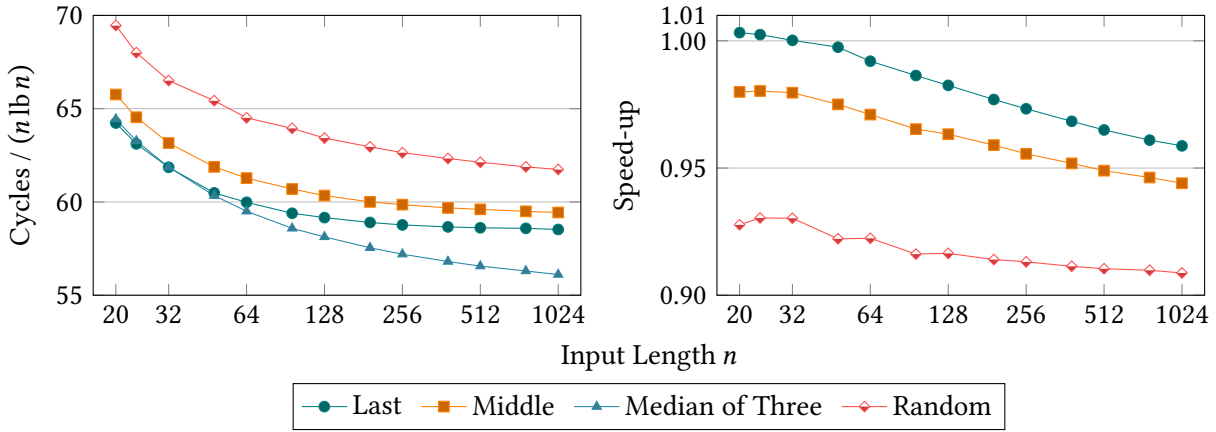 Cycles / (n lb n)
70
65
60
55
20 32 64 128 256 512 1024
Speed-up
1.01
1.00
0.95
0.90
20 32 64 128 256 512 1024
Input Length n
Last Middle Median of Three Random